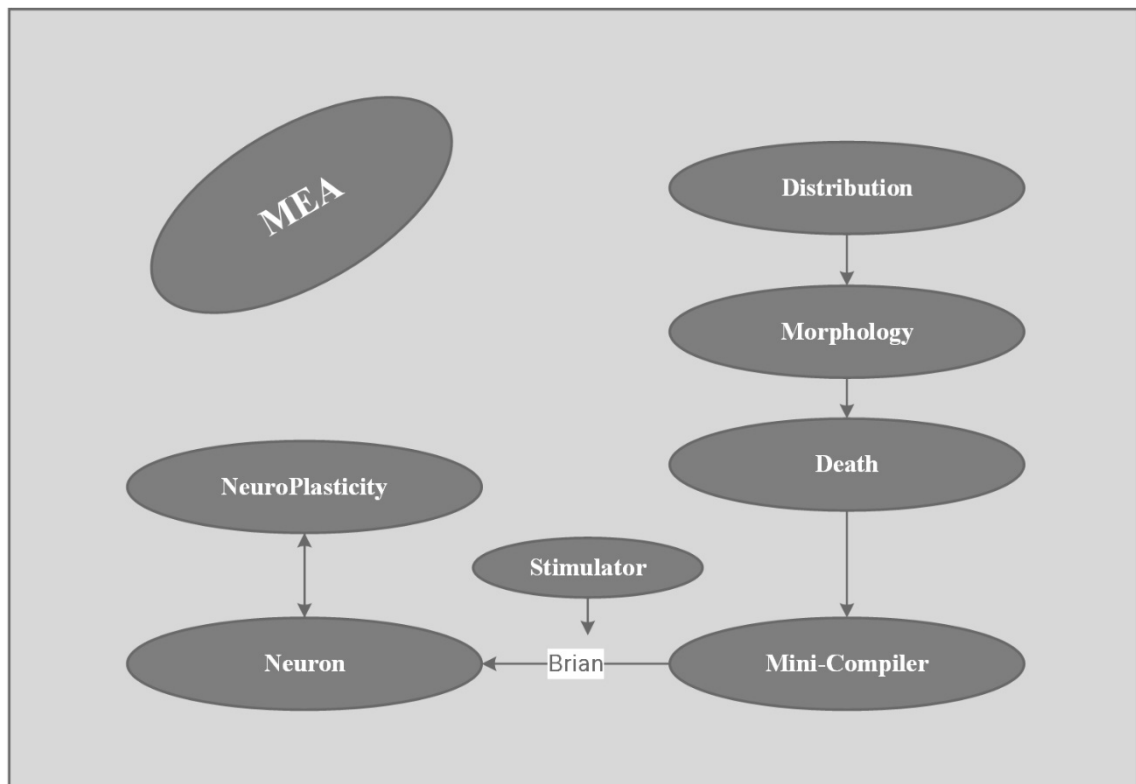 MEA
Distribution
Morphology
Death
NeuroPlasticity
Stimulator
Neuron
Brian
Mini-Compiler